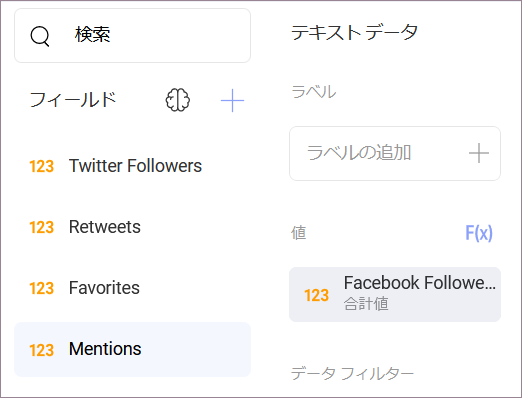 検索
フィールド
123 Twitter Followers
123 Retweets
123 Favorites
123 Mentions
テキスト データ
ラベル
ラベルの追加
値
F(x)
123 Facebook Followe...
合計値
データ フィルター